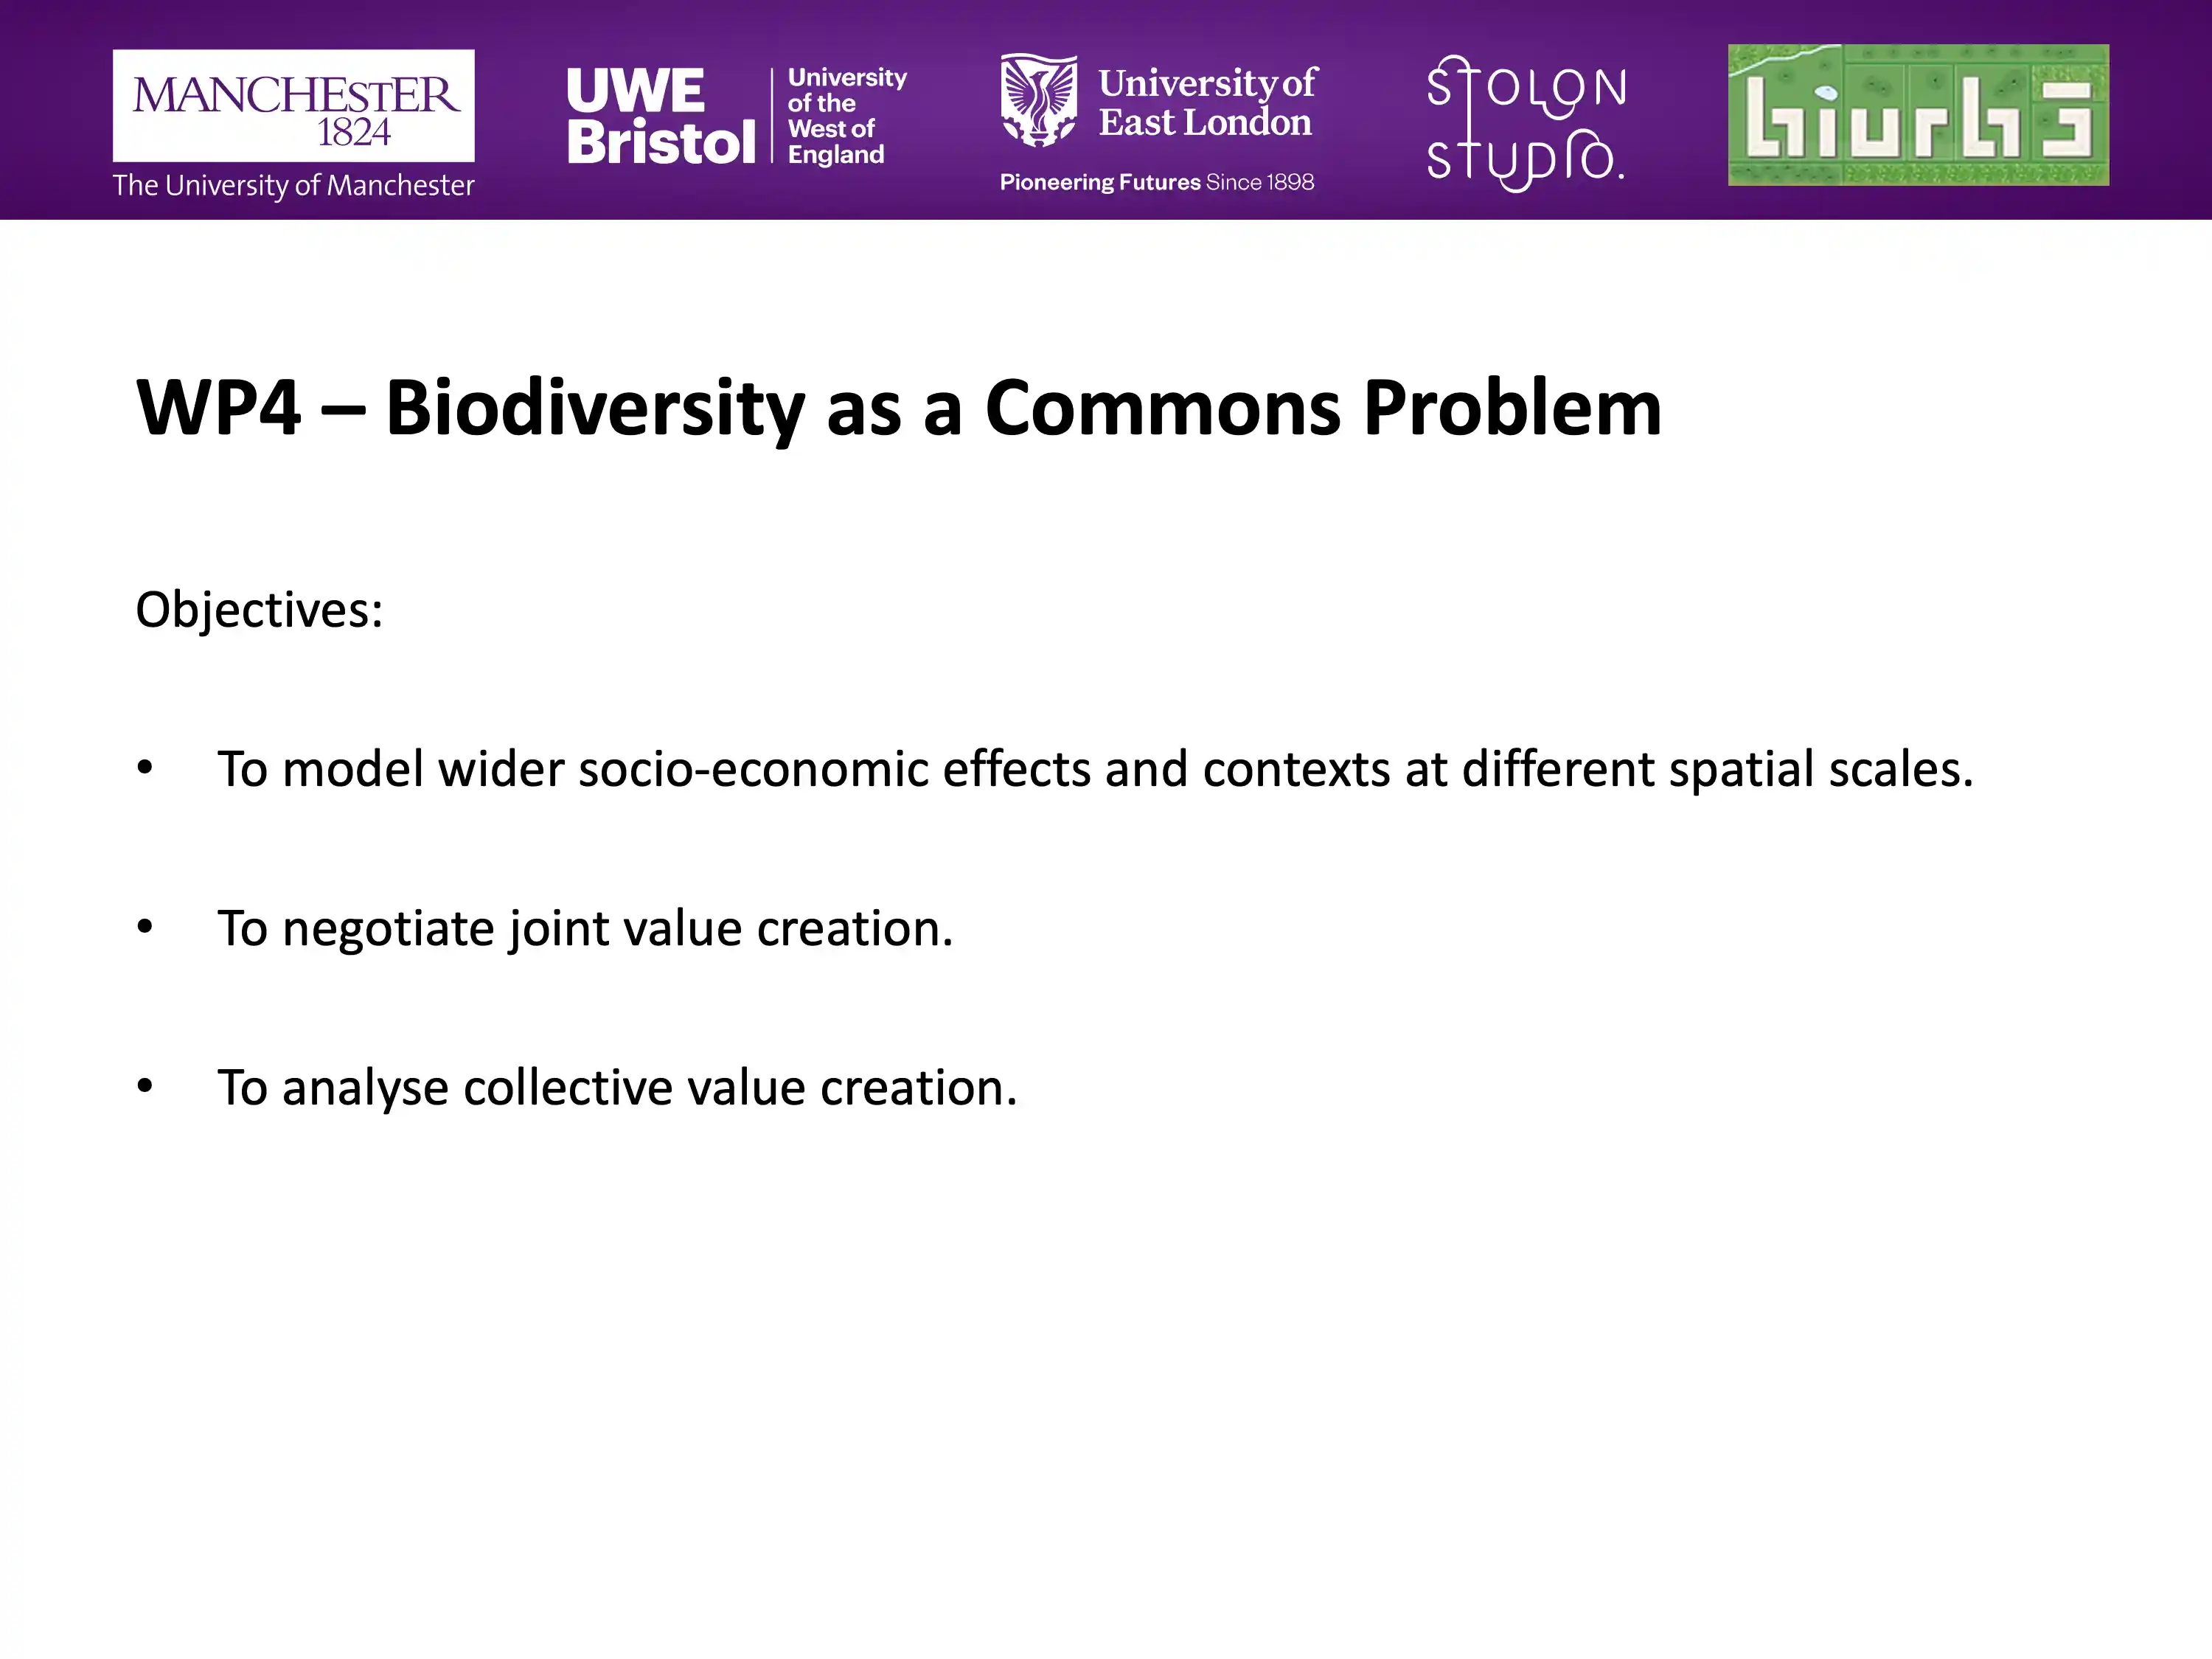 MANCHESTER
1824
The University of Manchester
UWE
Bristol
University
of the
West of
England
University of
East London
Pioneering Futures Since 1898
STOLON
STUDIO.
biurbs
WP4 – Biodiversity as a Commons Problem
Objectives:
• To model wider socio-economic effects and contexts at different spatial scales.
• To negotiate joint value creation.
• To analyse collective value creation.